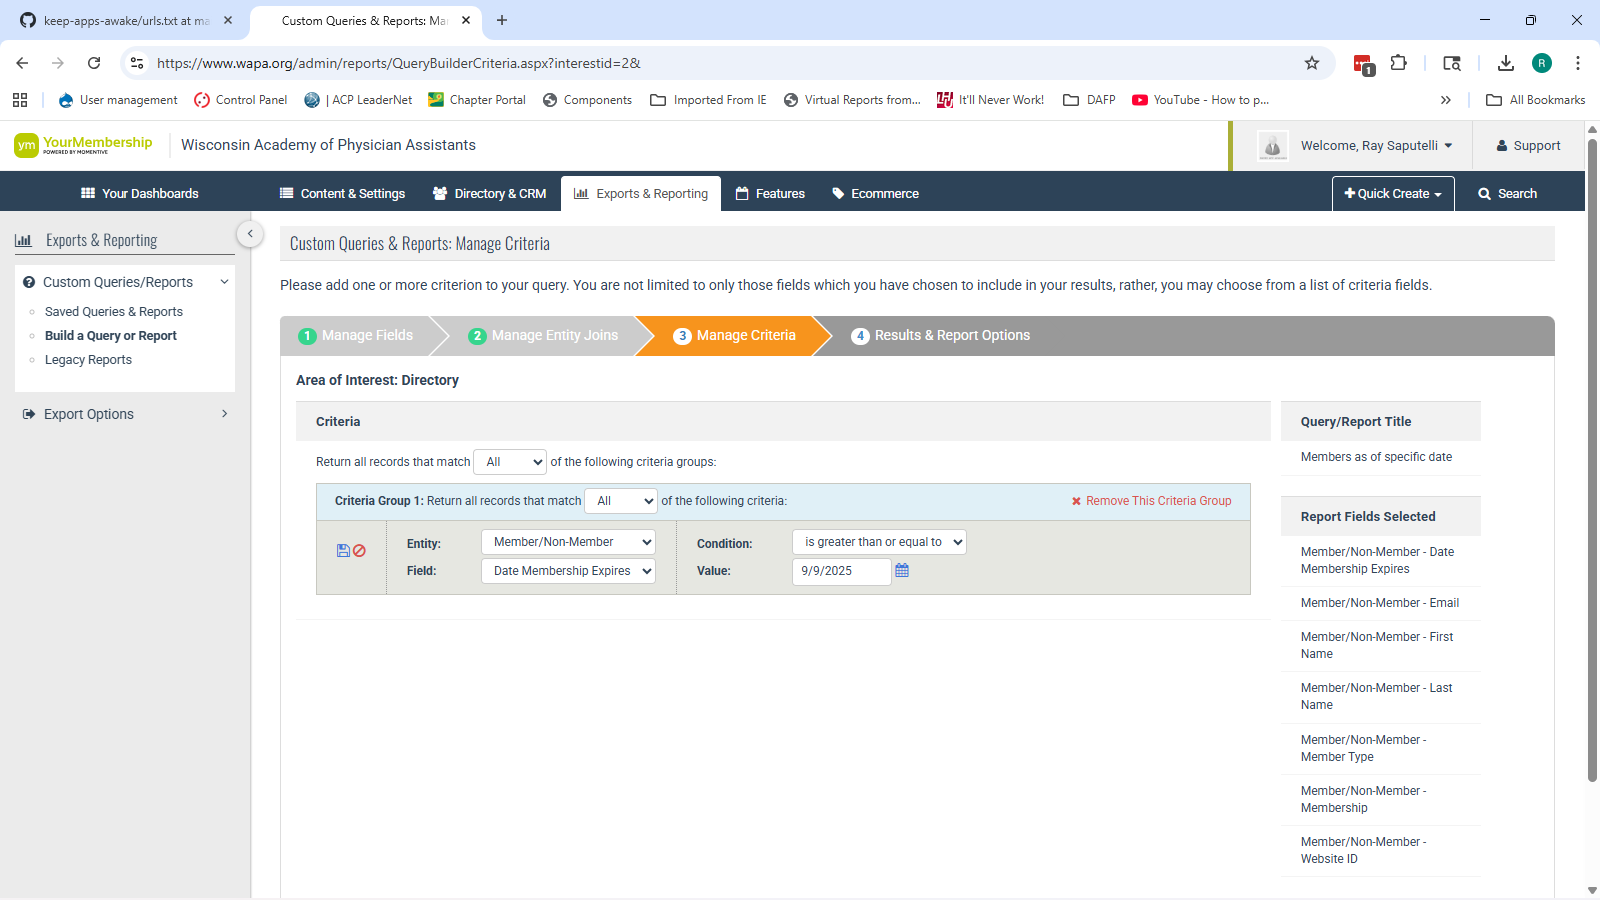 keep-apps-awake/urls.txt at ma
Custom Queries & Reports: Ma
https://www.wapa.org/admin/reports/QueryBuilderCriteria.aspx?interestid=2&
1
R
User management
Control Panel
| ACP LeaderNet
Chapter Portal
Components
Imported From IE
Virtual Reports from...
It'll Never Work!
DAFP
YouTube - How to p...
All Bookmarks
ym YourMembership
POWERED BY MOMENTIVE
Wisconsin Academy of Physician Assistants
Welcome, Ray Saputelli
Support
Your Dashboards
Content & Settings
Directory & CRM
Exports & Reporting
Features
Ecommerce
Quick Create
Search
Exports & Reporting
Custom Queries/Reports
Saved Queries & Reports
Build a Query or Report
Legacy Reports
Export Options
Custom Queries & Reports: Manage Criteria
Please add one or more criterion to your query. You are not limited to only those fields which you have chosen to include in your results, rather, you may choose from a list of criteria fields.
1 Manage Fields
2 Manage Entity Joins
3 Manage Criteria
4 Results & Report Options
Area of Interest: Directory
Criteria
Return all records that match All of the following criteria groups:
Criteria Group 1: Return all records that match All of the following criteria:
Remove This Criteria Group
Entity: Member/Non-Member
Field: Date Membership Expires
Condition: is greater than or equal to
Value: 9/9/2025
Query/Report Title
Members as of specific date
Report Fields Selected
Member/Non-Member - Date
Membership Expires
Member/Non-Member - Email
Member/Non-Member - First
Name
Member/Non-Member - Last
Name
Member/Non-Member -
Member Type
Member/Non-Member -
Membership
Member/Non-Member -
Website ID